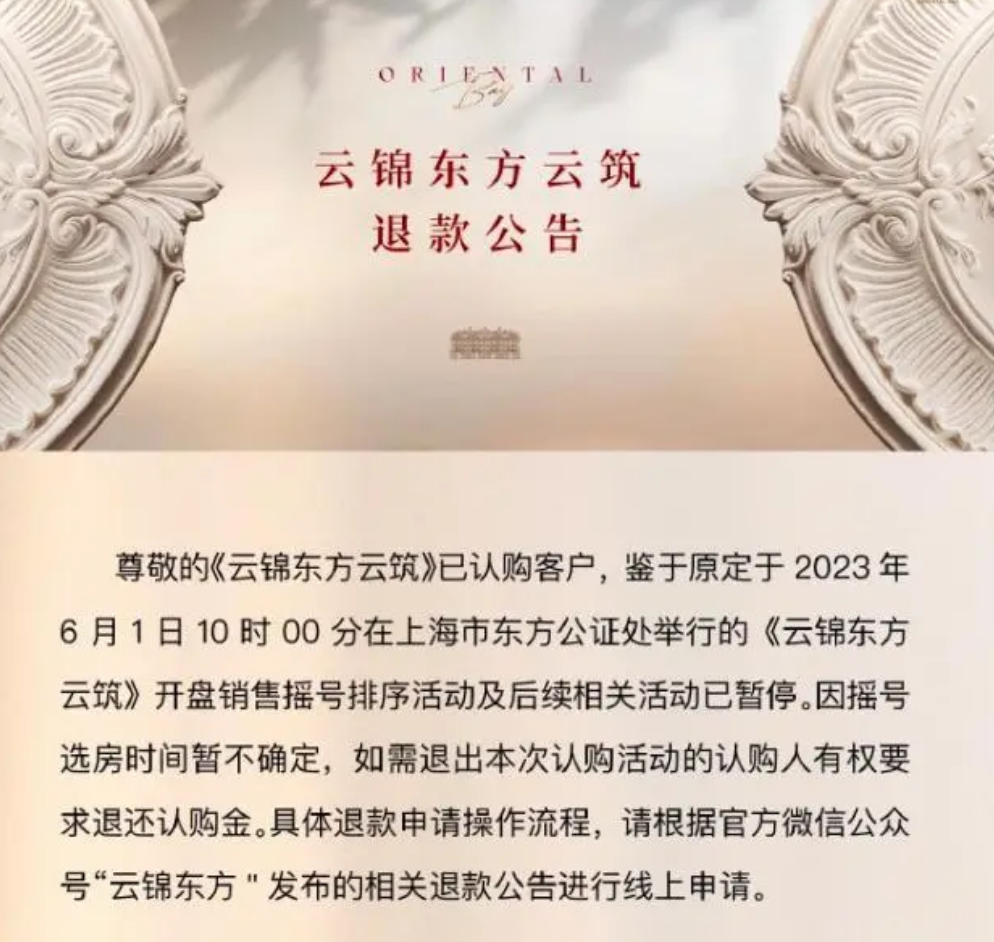 ORIENTAL
Bay
云锦东方云筑
退款公告
尊敬的《云锦东方云筑》已认购客户，鉴于原定于 2023 年
6 月 1 日 10 时 00 分在上海市东方公证处举行的《云锦东方
云筑》开盘销售摇号排序活动及后续相关活动已暂停。因摇号
选房时间暂不确定，如需退出本次认购活动的认购人有权要
求退还认购金。具体退款申请操作流程，请根据官方微信公众
号“云锦东方 " 发布的相关退款公告进行线上申请。